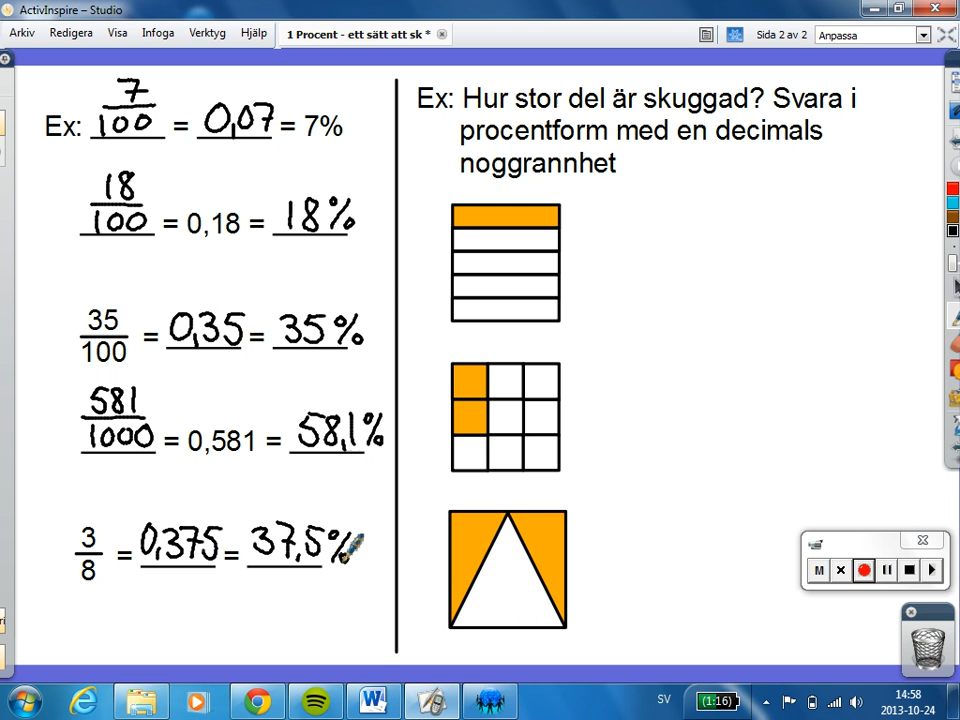 ActivInspire – Studio
Arkiv Redigera Visa Infoga Verktyg Hjälp
1 Procent - ett sätt att sk *
Sida 2 av 2
Anpassa
Ex: 7/100 = 0,07 = 7%
18/100 = 0,18 = 18%
35/100 = 0,35 = 35%
581/1000 = 0,581 = 58,1%
3/8 = 0,375 = 37,5%
Ex: Hur stor del är skuggad? Svara i
procentform med en decimals
noggrannhet
M
SV
(1:16)
14:58
2013-10-24